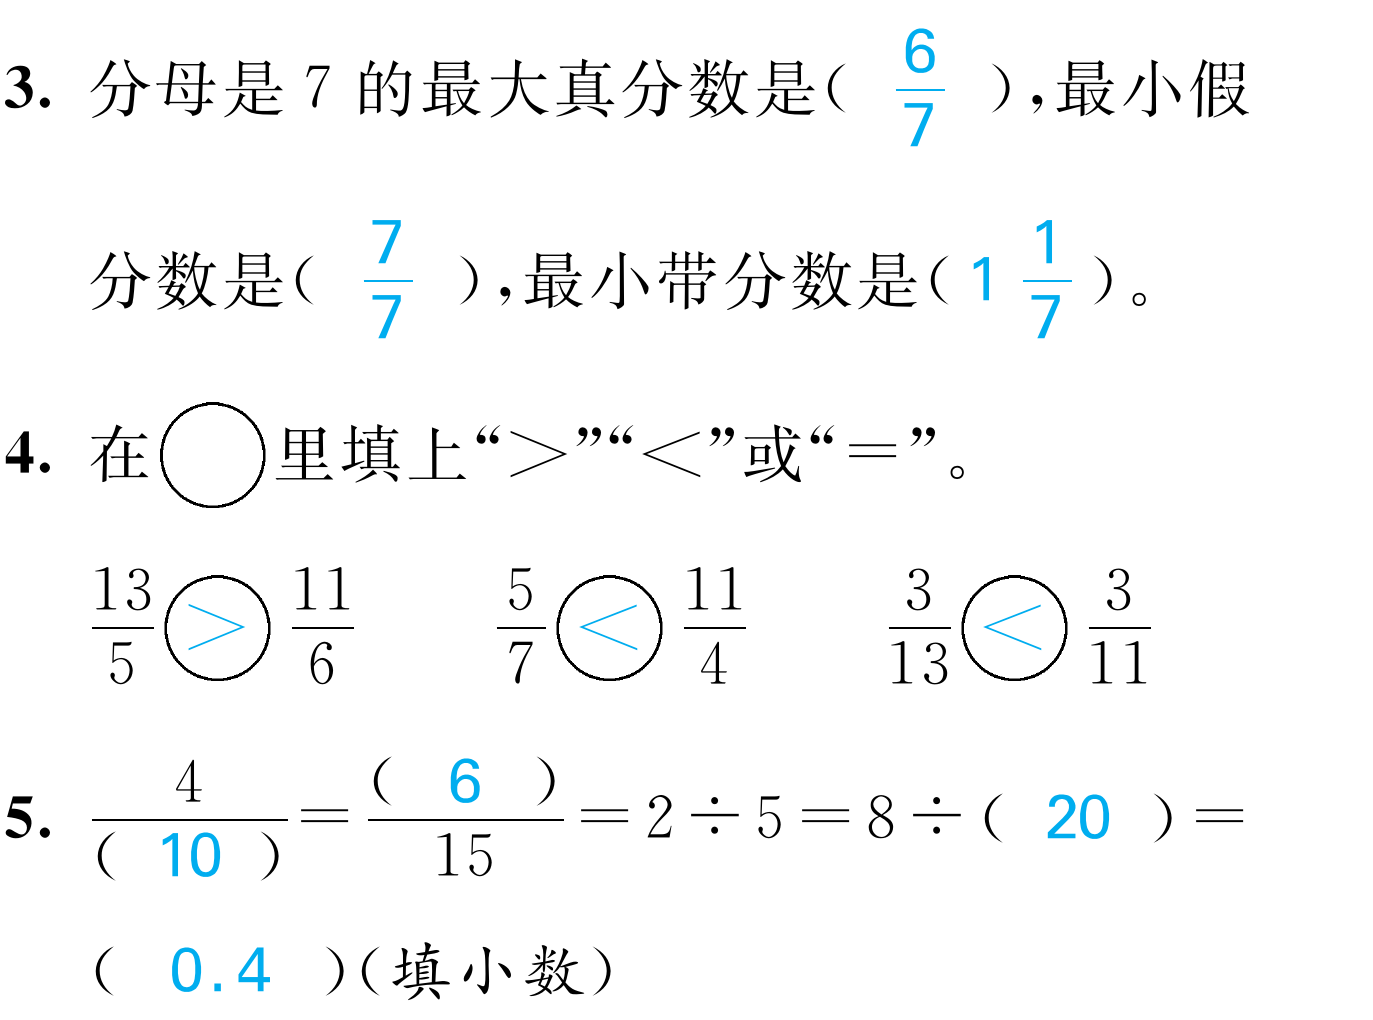 3. 分母是 7 的最大真分数是( 6/7 ),最小假
分数是( 7/7 ),最小带分数是( 1 1/7 )。
4. 在○里填上“>”“<”或“=”。
13/5 > 11/6  5/7 < 11/4  3/13 < 3/11
5. 4/( 10 ) = ( 6 )/15 = 2÷5 = 8÷( 20 ) =
( 0.4 )(填小数)